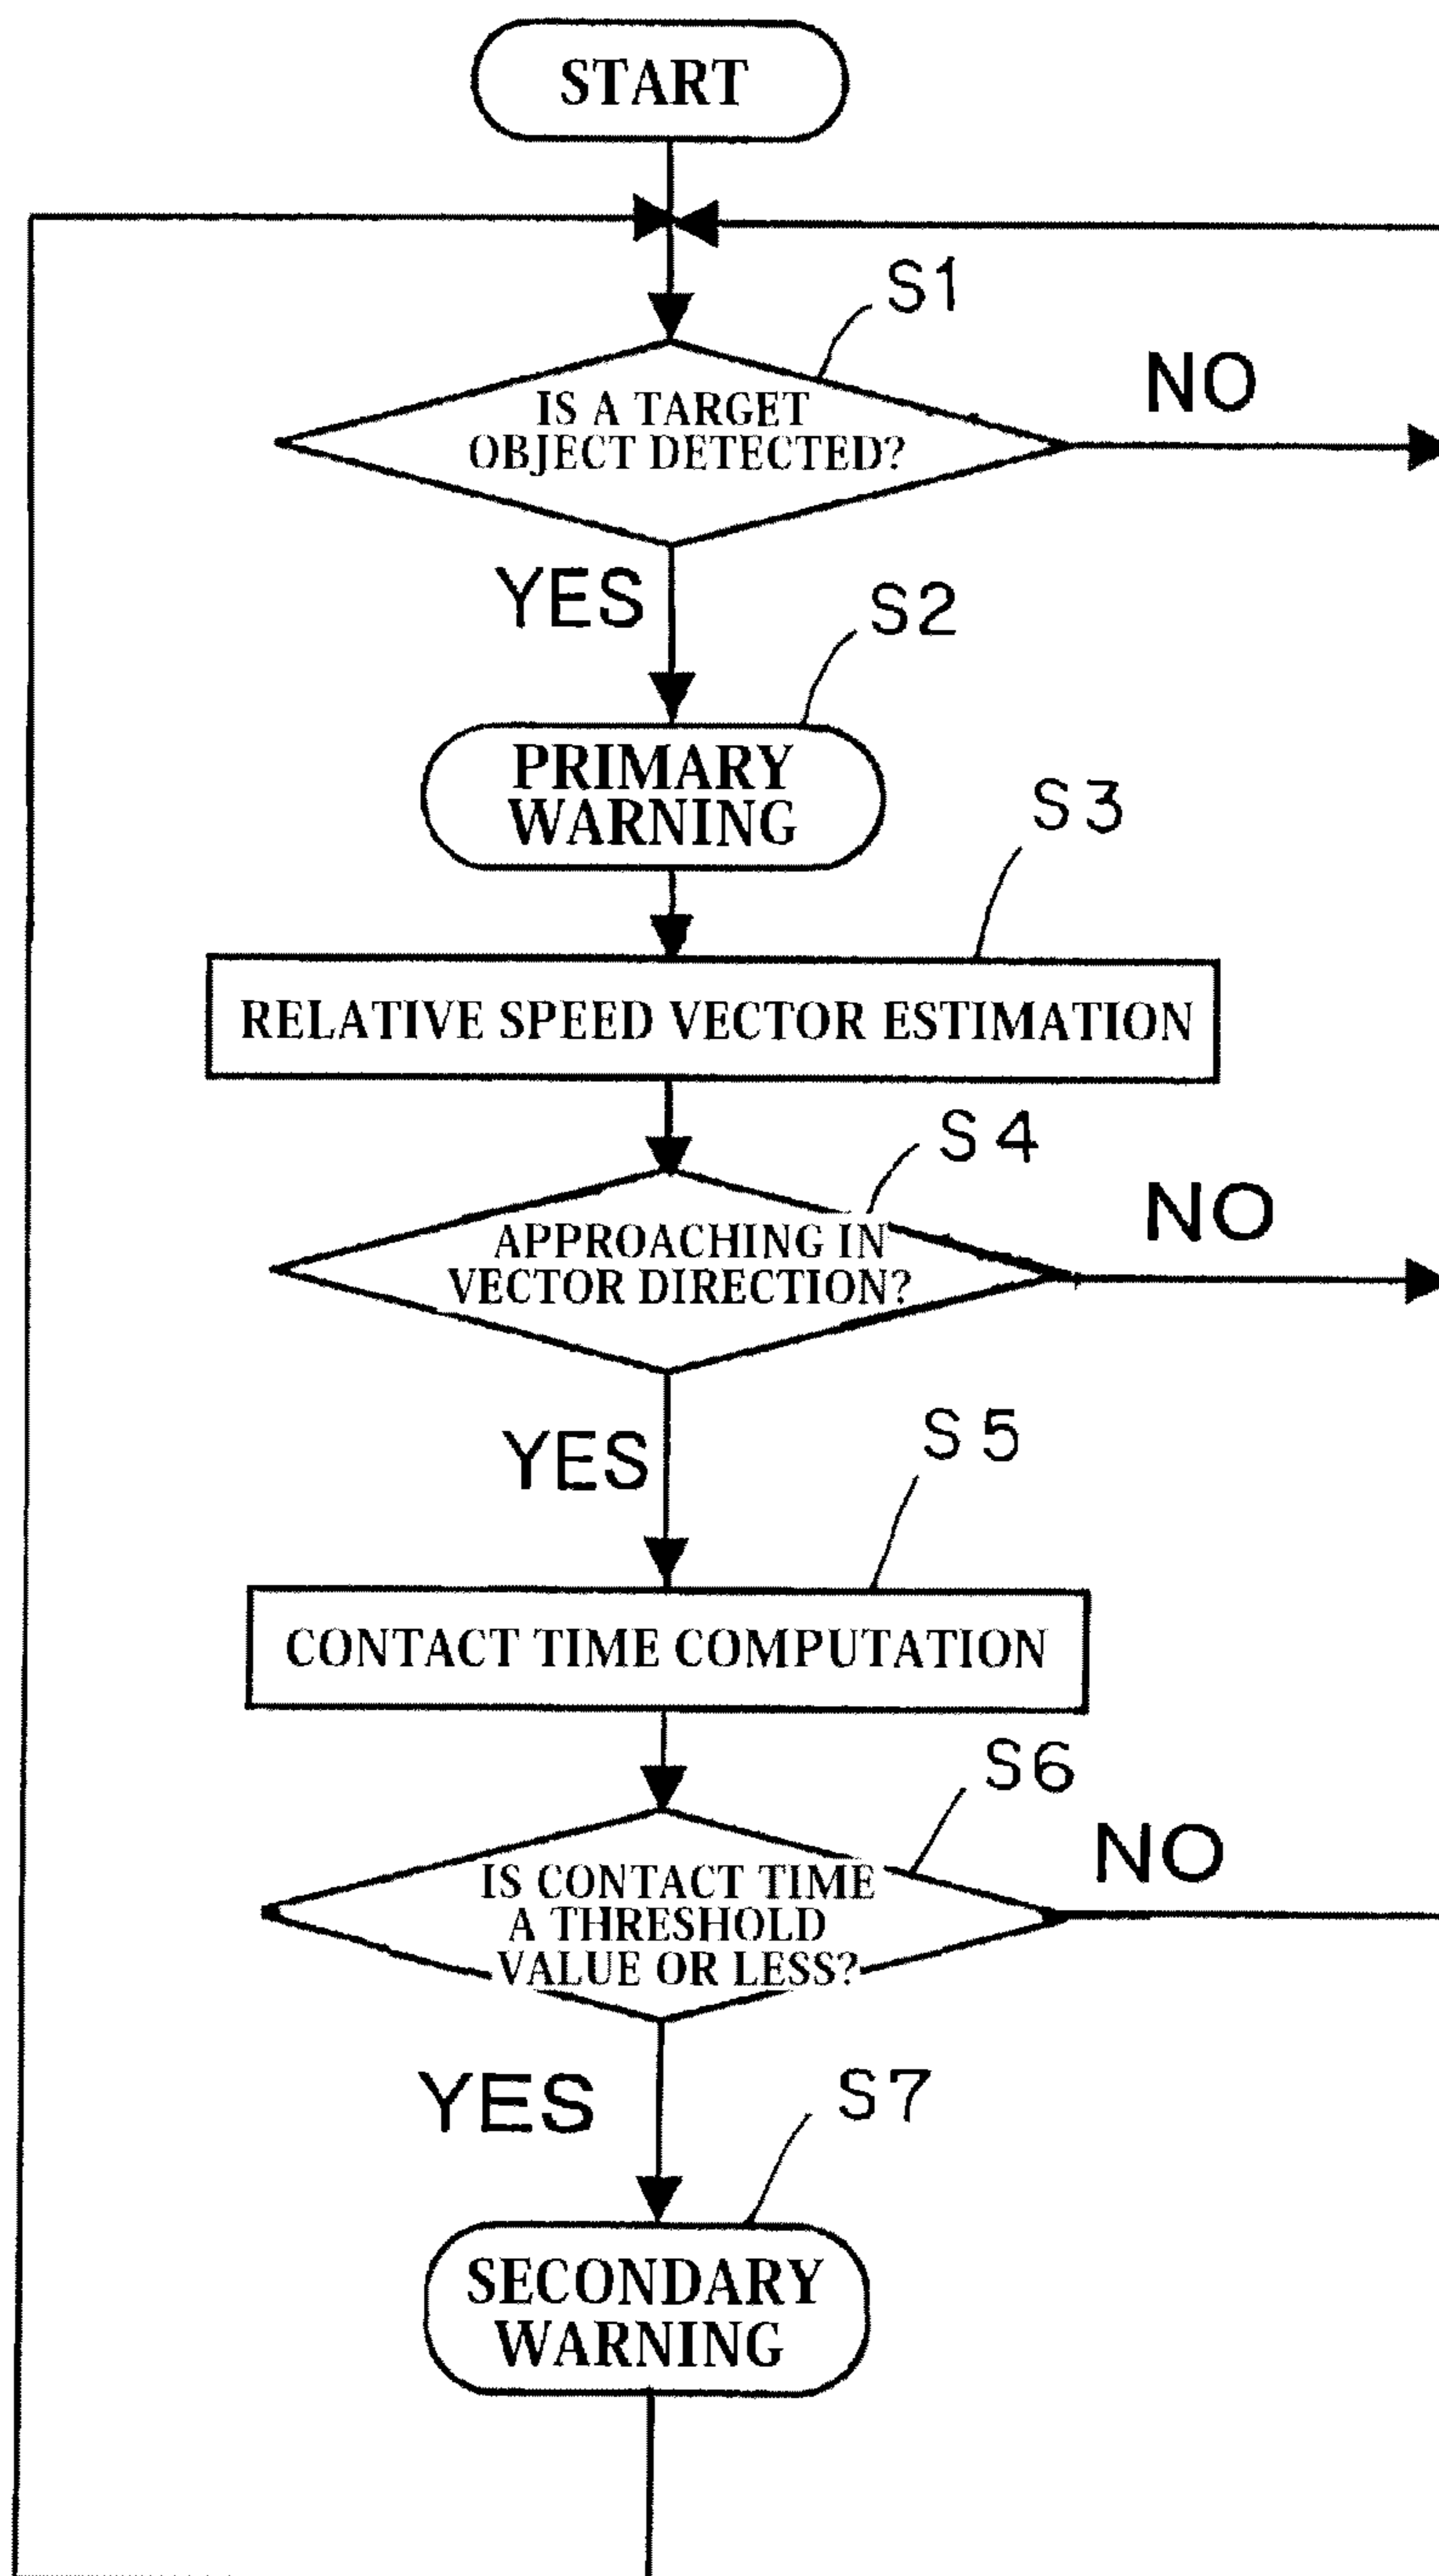 START
S1
IS A TARGET
OBJECT DETECTED?
NO
YES
S2
PRIMARY
WARNING
S3
RELATIVE SPEED VECTOR ESTIMATION
S4
APPROACHING IN
VECTOR DIRECTION?
NO
YES
S5
CONTACT TIME COMPUTATION
S6
IS CONTACT TIME
A THRESHOLD
VALUE OR LESS?
NO
YES
S7
SECONDARY
WARNING